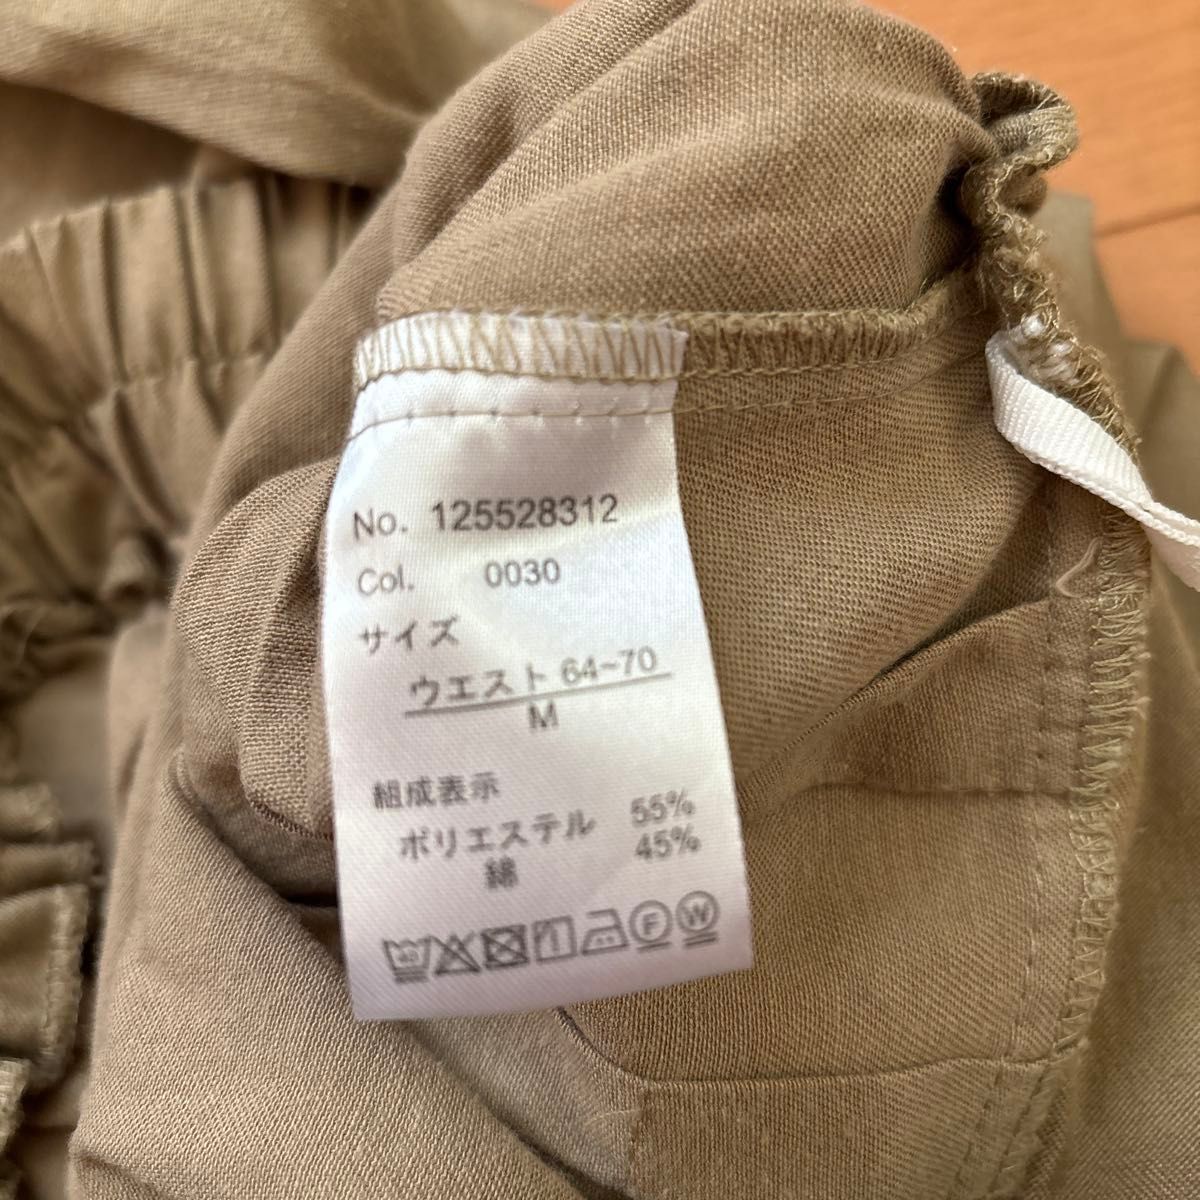 No. 125528312
Col. 0030
サイズ
ウエスト 64~70
M
組成表示
ポリエステル 55%
綿 45%
40 F W